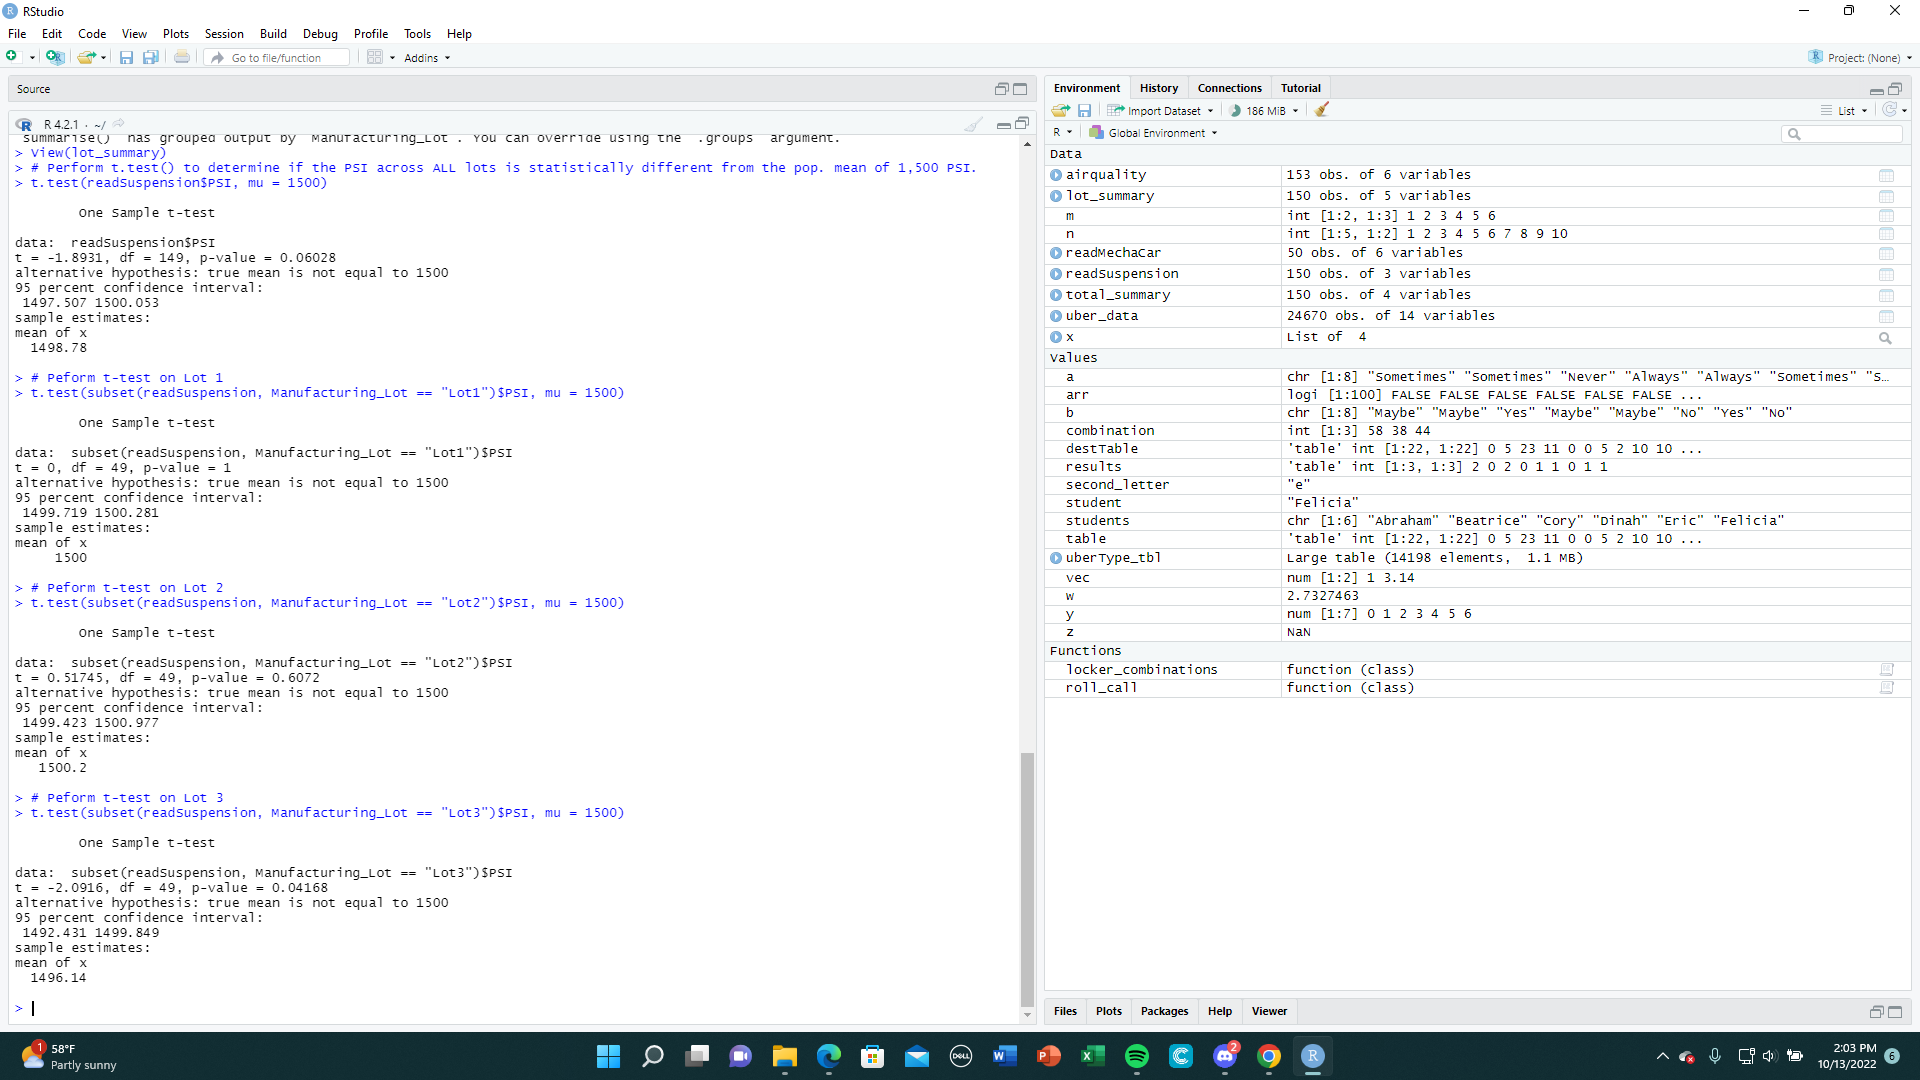 RStudio
File Edit Code View Plots Session Build Debug Profile Tools Help
Go to file/function Addins Project: (None)
Source
R 4.2.1 · ~/
`summarise()` has grouped output by 'Manufacturing_Lot'. You can override using the `.groups` argument.
> View(lot_summary)
> # Perform t.test() to determine if the PSI across ALL lots is statistically different from the pop. mean of 1,500 PSI.
> t.test(readSuspension$PSI, mu = 1500)
One Sample t-test
data:  readSuspension$PSI
t = -1.8931, df = 149, p-value = 0.06028
alternative hypothesis: true mean is not equal to 1500
95 percent confidence interval:
1497.507 1500.053
sample estimates:
mean of x
1498.78
> # Peform t-test on Lot 1
> t.test(subset(readSuspension, Manufacturing_Lot == "Lot1")$PSI, mu = 1500)
One Sample t-test
data:  subset(readSuspension, Manufacturing_Lot == "Lot1")$PSI
t = 0, df = 49, p-value = 1
alternative hypothesis: true mean is not equal to 1500
95 percent confidence interval:
1499.719 1500.281
sample estimates:
mean of x
1500
> # Peform t-test on Lot 2
> t.test(subset(readSuspension, Manufacturing_Lot == "Lot2")$PSI, mu = 1500)
One Sample t-test
data:  subset(readSuspension, Manufacturing_Lot == "Lot2")$PSI
t = 0.51745, df = 49, p-value = 0.6072
alternative hypothesis: true mean is not equal to 1500
95 percent confidence interval:
1499.423 1500.977
sample estimates:
mean of x
1500.2
> # Peform t-test on Lot 3
> t.test(subset(readSuspension, Manufacturing_Lot == "Lot3")$PSI, mu = 1500)
One Sample t-test
data:  subset(readSuspension, Manufacturing_Lot == "Lot3")$PSI
t = -2.0916, df = 49, p-value = 0.04168
alternative hypothesis: true mean is not equal to 1500
95 percent confidence interval:
1492.431 1499.849
sample estimates:
mean of x
1496.14
>
Environment History Connections Tutorial
Import Dataset 186 MiB List
R Global Environment
Data
airquality 153 obs. of 6 variables
lot_summary 150 obs. of 5 variables
m int [1:2, 1:3] 1 2 3 4 5 6
n int [1:5, 1:2] 1 2 3 4 5 6 7 8 9 10
readMechaCar 50 obs. of 6 variables
readSuspension 150 obs. of 3 variables
total_summary 150 obs. of 4 variables
uber_data 24670 obs. of 14 variables
x List of  4
Values
a chr [1:8] "Sometimes" "Sometimes" "Never" "Always" "Always" "Sometimes" "S…
arr logi [1:100] FALSE FALSE FALSE FALSE FALSE FALSE ...
b chr [1:8] "Maybe" "Maybe" "Yes" "Maybe" "Maybe" "No" "Yes" "No"
combination int [1:3] 58 38 44
destTable 'table' int [1:22, 1:22] 0 5 23 11 0 0 5 2 10 10 ...
results 'table' int [1:3, 1:3] 2 0 2 0 1 1 0 1 1
second_letter "e"
student "Felicia"
students chr [1:6] "Abraham" "Beatrice" "Cory" "Dinah" "Eric" "Felicia"
table 'table' int [1:22, 1:22] 0 5 23 11 0 0 5 2 10 10 ...
uberType_tbl Large table (14198 elements,  1.1 MB)
vec num [1:2] 1 3.14
w 2.7327463
y num [1:7] 0 1 2 3 4 5 6
z NaN
Functions
locker_combinations function (class)
roll_call function (class)
Files Plots Packages Help Viewer
1 58°F
Partly sunny
DELL W P X 2 R
2:03 PM
10/13/2022 6